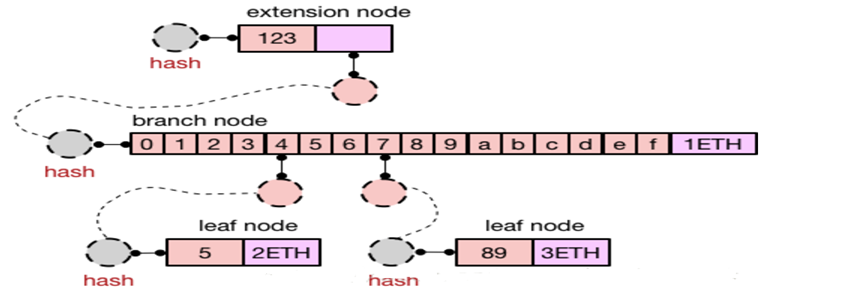 extension node
123
hash
branch node
0 1 2 3 4 5 6 7 8 9 a b c d e f 1ETH
hash
leaf node leaf node
5 2ETH 89 3ETH
hash hash